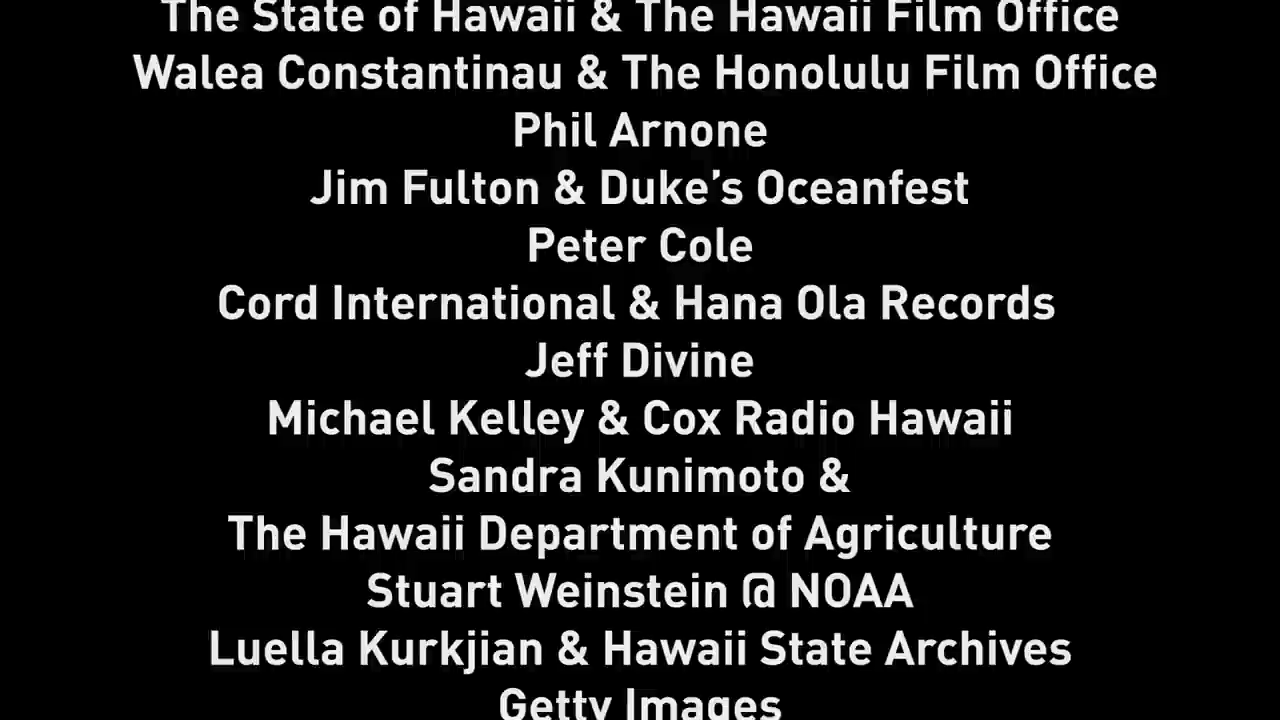 The State of Hawaii & The Hawaii Film Office
Walea Constantinau & The Honolulu Film Office
Phil Arnone
Jim Fulton & Duke’s Oceanfest
Peter Cole
Cord International & Hana Ola Records
Jeff Divine
Michael Kelley & Cox Radio Hawaii
Sandra Kunimoto &
The Hawaii Department of Agriculture
Stuart Weinstein @ NOAA
Luella Kurkjian & Hawaii State Archives
Getty Images